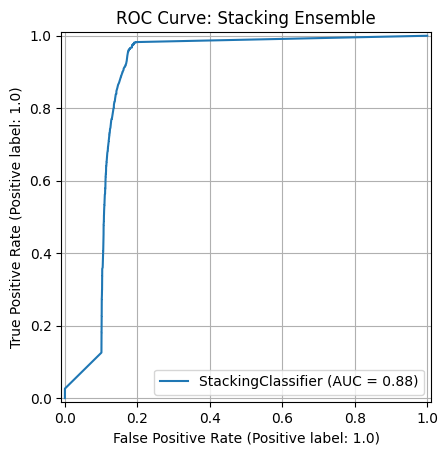 ROC Curve: Stacking Ensemble
True Positive Rate (Positive label: 1.0)
1.0
0.8
0.6
0.4
0.2
0.0
StackingClassifier (AUC = 0.88)
0.0 0.2 0.4 0.6 0.8 1.0
False Positive Rate (Positive label: 1.0)